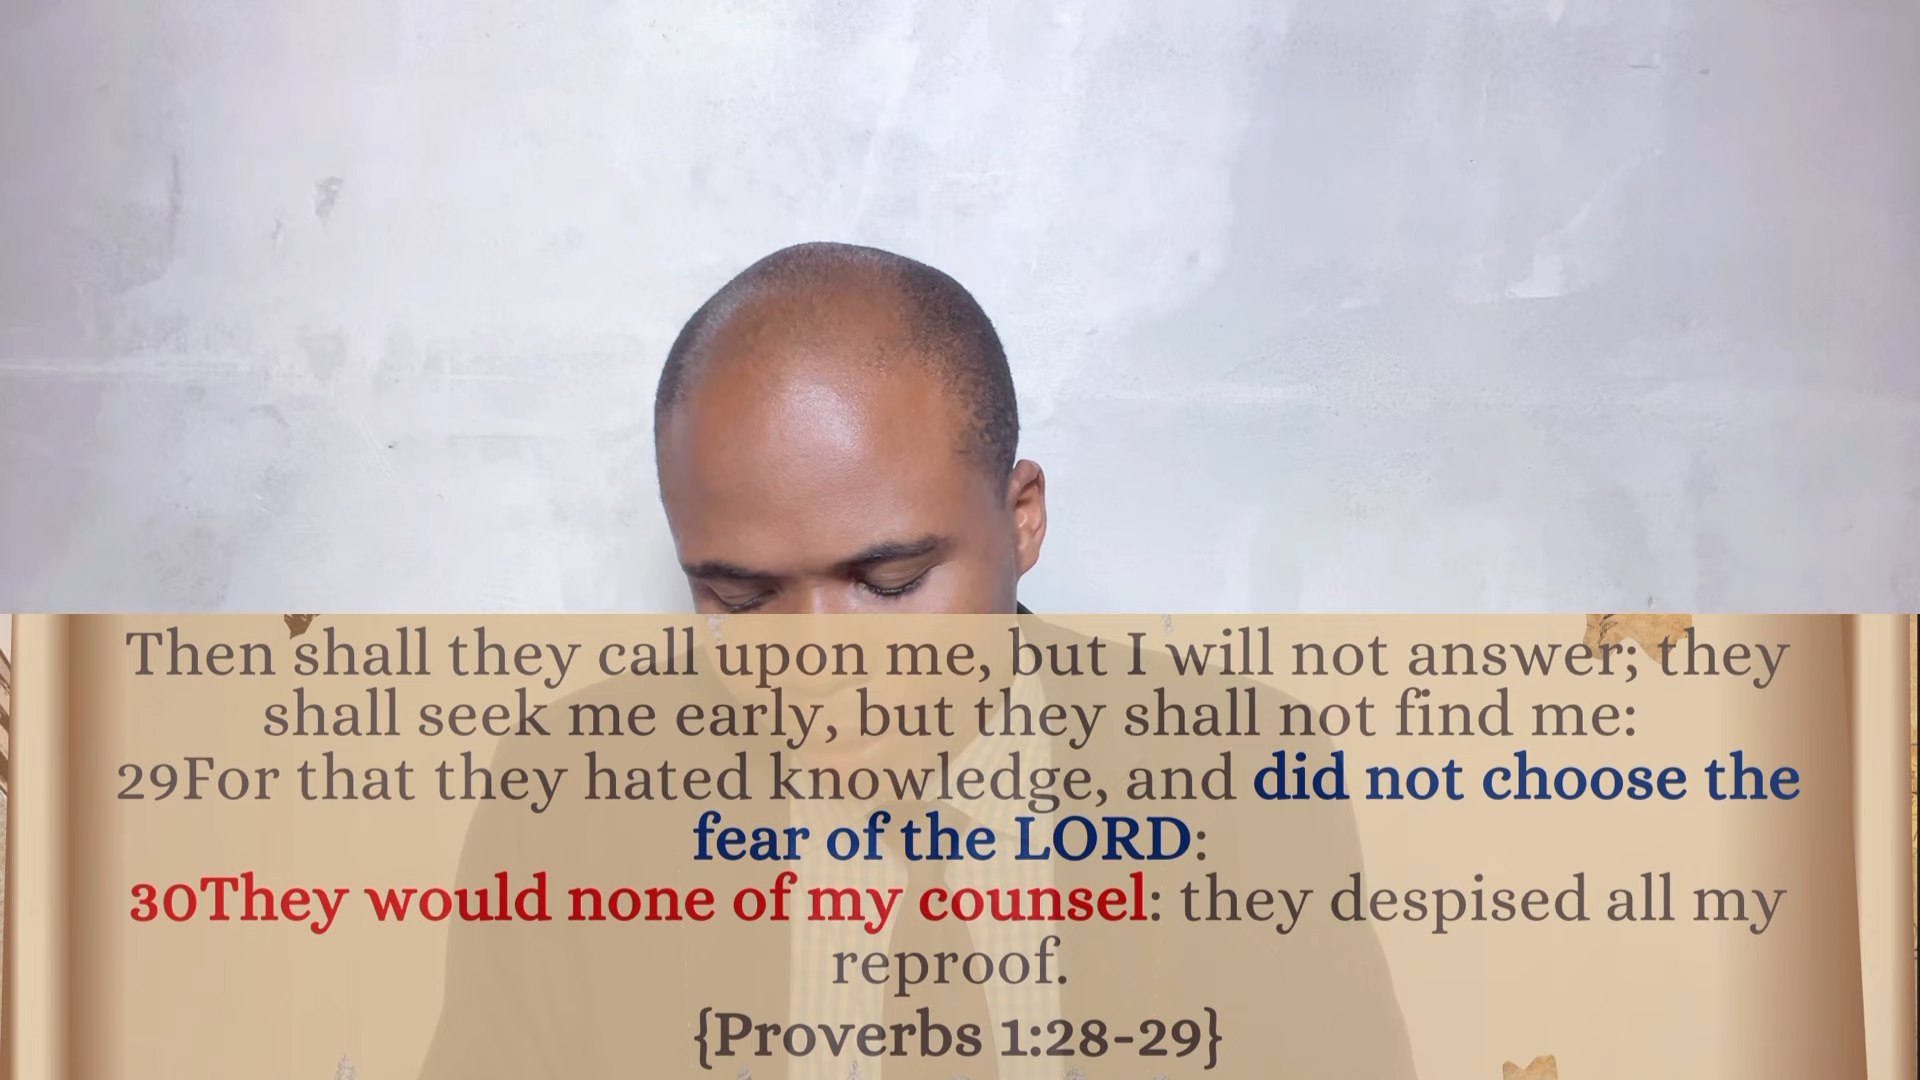 Then shall they call upon me, but I will not answer; they
shall seek me early, but they shall not find me:
29For that they hated knowledge, and did not choose the
fear of the LORD:
30They would none of my counsel: they despised all my
reproof.
{Proverbs 1:28-29}